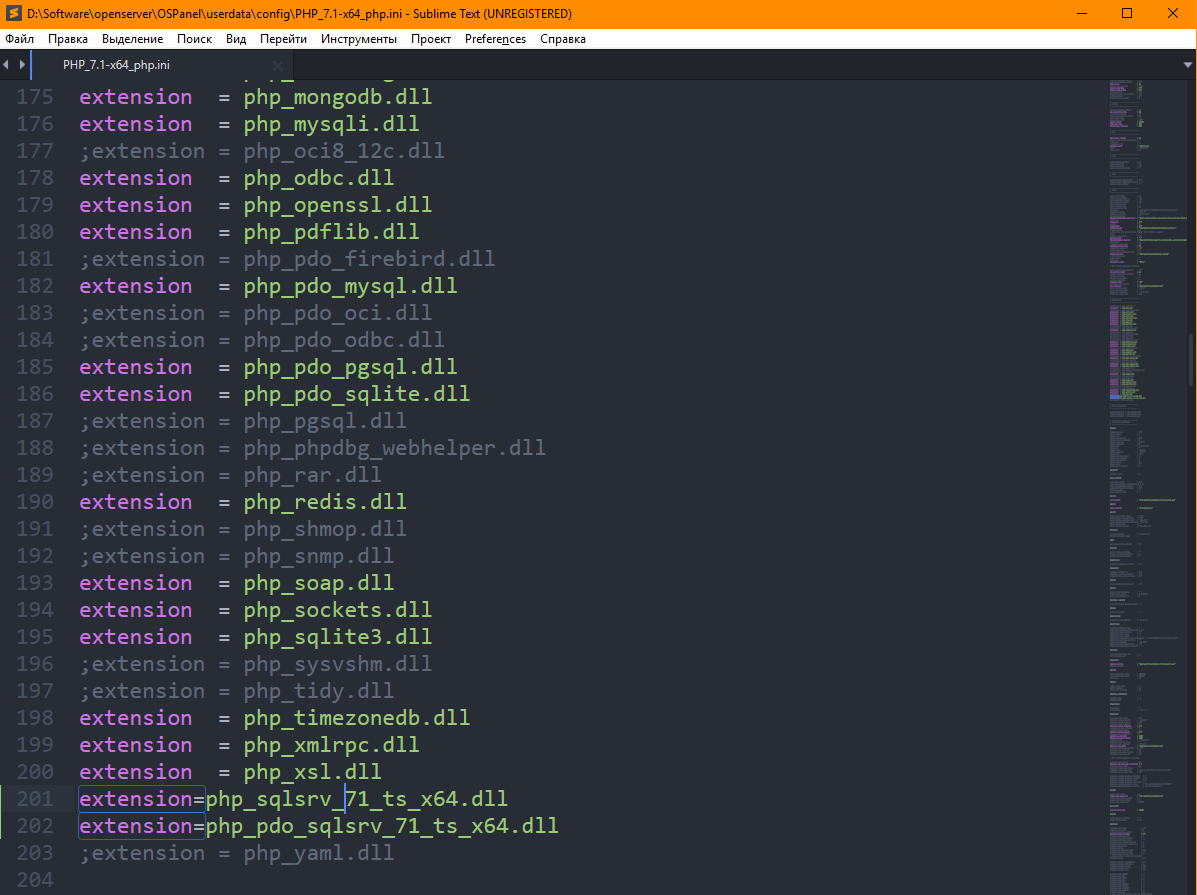 D:\Software\openserver\OSPanel\userdata\config\PHP_7.1-x64_php.ini - Sublime Text (UNREGISTERED)
Файл Правка Выделение Поиск Вид Перейти Инструменты Проект Preferences Справка
PHP_7.1-x64_php.ini
175 extension = php_mongodb.dll
176 extension = php_mysqli.dll
177 ;extension = php_oci8_12c.dll
178 extension = php_odbc.dll
179 extension = php_openssl.dll
180 extension = php_pdflib.dll
181 ;extension = php_pdo_firebird.dll
182 extension = php_pdo_mysql.dll
183 ;extension = php_pdo_oci.dll
184 ;extension = php_pdo_odbc.dll
185 extension = php_pdo_pgsql.dll
186 extension = php_pdo_sqlite.dll
187 ;extension = php_pgsql.dll
188 ;extension = php_phpdbg_webhelper.dll
189 ;extension = php_rar.dll
190 extension = php_redis.dll
191 ;extension = php_shmop.dll
192 ;extension = php_snmp.dll
193 extension = php_soap.dll
194 extension = php_sockets.dll
195 extension = php_sqlite3.dll
196 ;extension = php_sysvshm.dll
197 ;extension = php_tidy.dll
198 extension = php_timezonedb.dll
199 extension = php_xmlrpc.dll
200 extension = php_xsl.dll
201 extension=php_sqlsrv_71_ts_x64.dll
202 extension=php_pdo_sqlsrv_71_ts_x64.dll
203 ;extension = php_yaml.dll
204